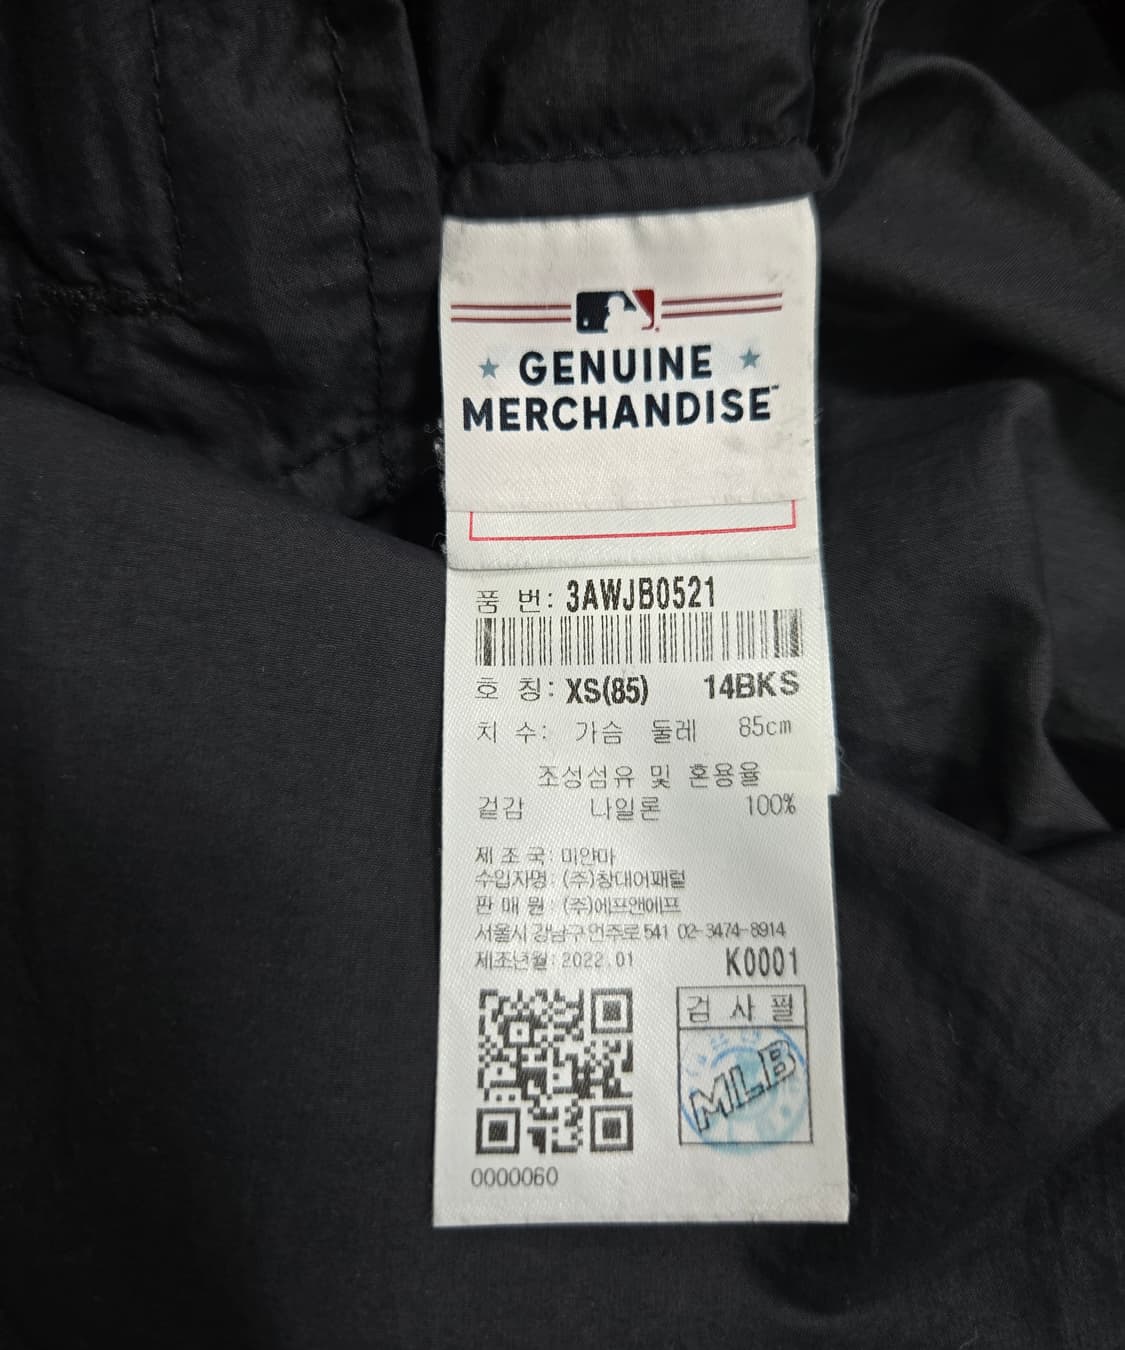 GENUINE
MERCHANDISE™
품 번: 3AWJB0521
호 칭: XS(85) 14BKS
치 수: 가슴 둘레 85cm
조성섬유 및 혼용율
겉감 나일론 100%
제 조 국: 미얀마
수입자명: (주)창대어패럴
판 매 원: (주)에프앤에프
서울시 강남구 언주로 541 02-3474-8914
제조년월: 2022.01 K0001
검 사 필
MLB
0000060